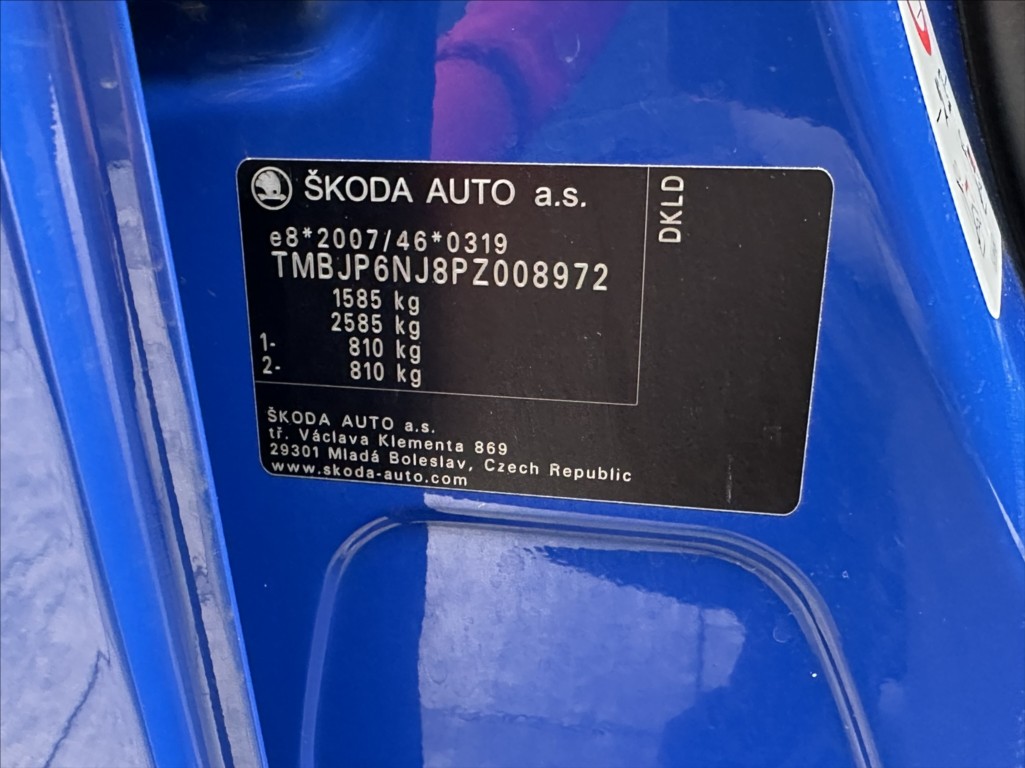 ŠKODA AUTO a.s.
DKLD
e8*2007/46*0319
TMBJP6NJ8PZ008972
1585 kg
2585 kg
1- 810 kg
2- 810 kg
ŠKODA AUTO a.s.
tř. Václava Klementa 869
29301 Mladá Boleslav, Czech Republic
www.skoda-auto.com